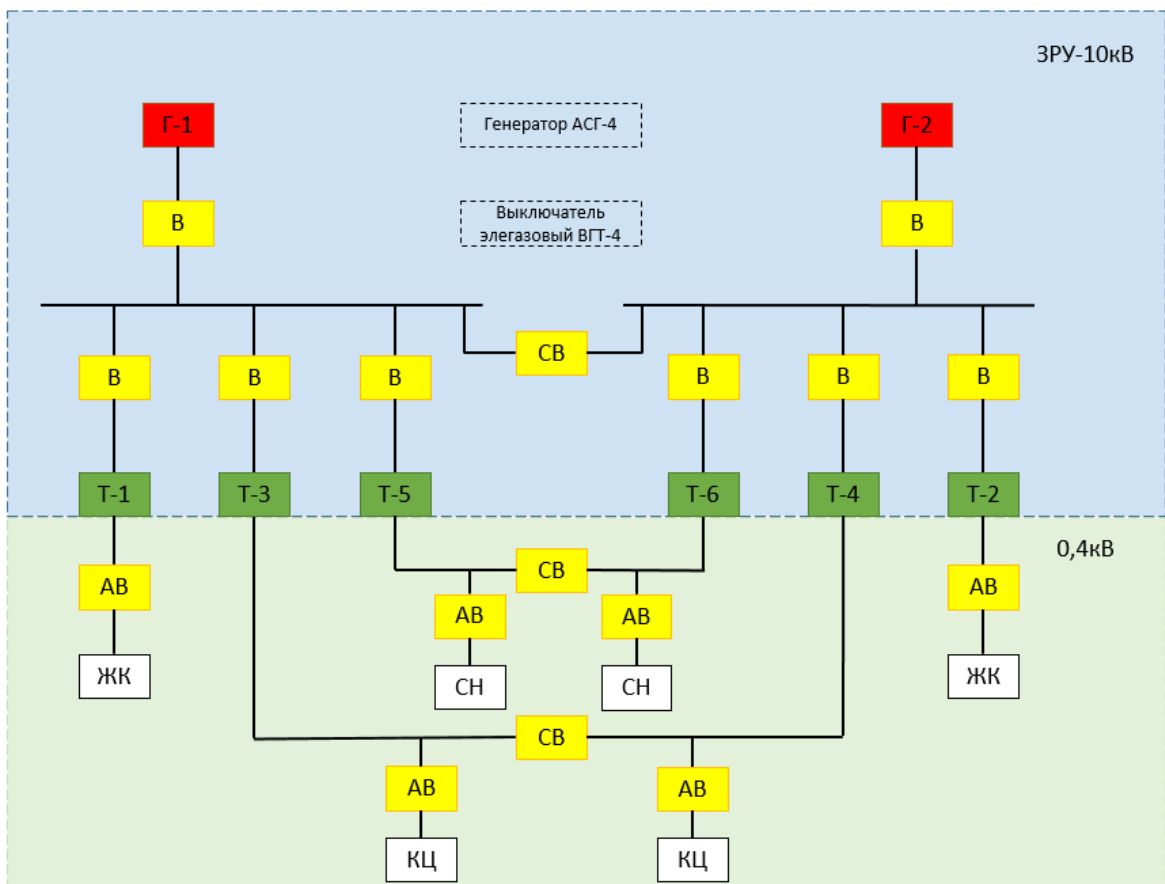 ЗРУ-10кВ
Г-1
Генератор АСГ-4
Г-2
В
Выключатель
элегазовый ВГТ-4
В
СВ
В
В
В
В
В
В
Т-1
Т-3
Т-5
Т-6
Т-4
Т-2
0,4кВ
СВ
АВ
АВ
АВ
АВ
ЖК
СН
СН
ЖК
СВ
АВ
АВ
КЦ
КЦ